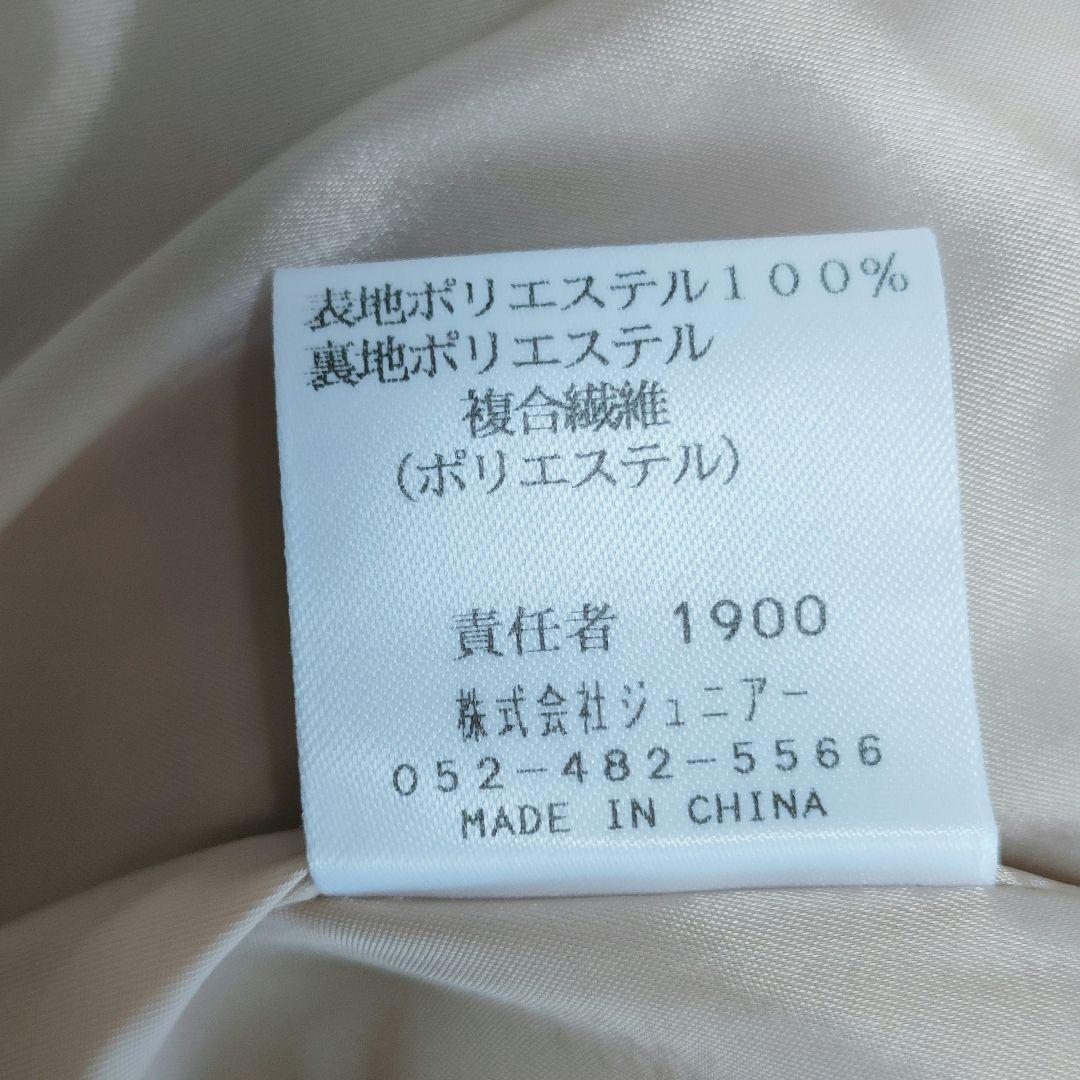 表地ポリエステル１００％
裏地ポリエステル
複合繊維
（ポリエステル）
責任者 1900
株式会社ジュニアー
052-482-5566
MADE IN CHINA